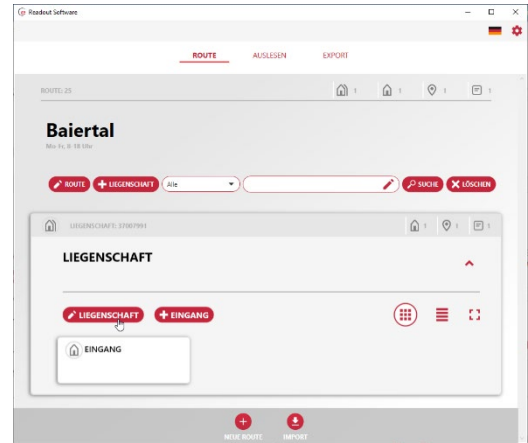 Readout Software
ROUTE AUSLESEN EXPORT
ROUTE: 25 1 1 1 1
Baiertal
Mo-Fr, 8-18 Uhr
ROUTE LIEGENSCHAFT Alle SUCHE LÖSCHEN
LIEGENSCHAFT: 37007991 1 1 1
LIEGENSCHAFT
LIEGENSCHAFT EINGANG
EINGANG
NEUE ROUTE IMPORT